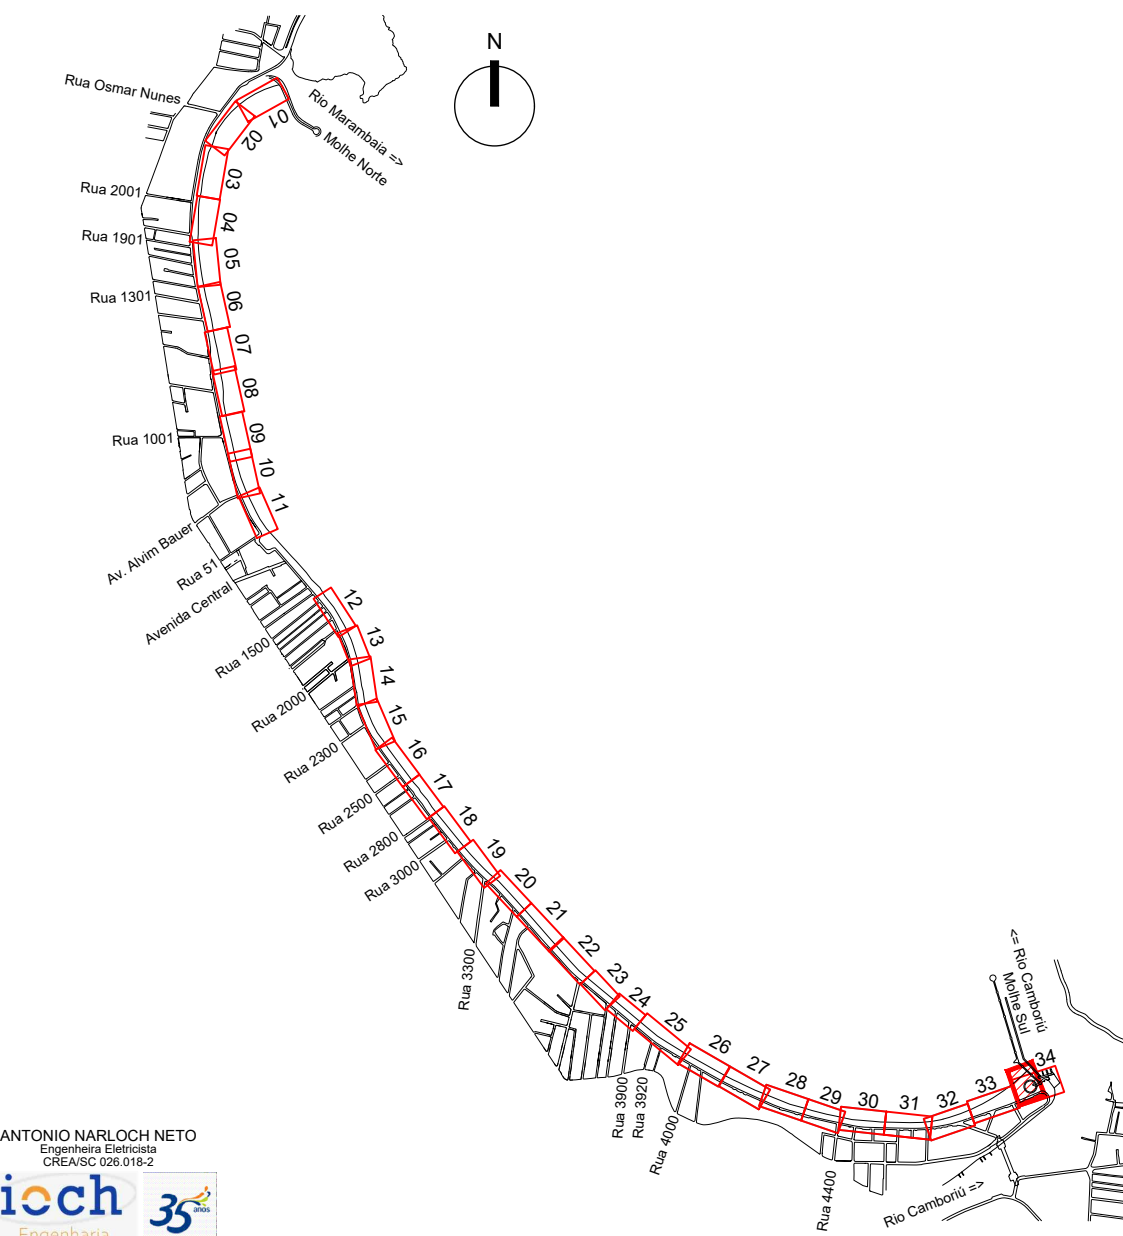 N
Rua Osmar Nunes
Rio Marambaia =>
Molhe Norte
01
02
03
Rua 2001
04
Rua 1901
05
Rua 1301
06
07
08
09
Rua 1001
10
11
Av. Alvim Bauer
Rua 51
Avenida Central
12
Rua 1500
13
14
Rua 2000
15
Rua 2300
16
17
Rua 2500
18
Rua 2800
19
Rua 3000
20
21
22
Rua 3300
23
24
25
26
27
28
29
30
31
32
33
34
<= Rio Camboriú
Molhe Sul
Rua 3900
Rua 3920
Rua 4000
Rua 4400
Rio Camboriú =>
ANTONIO NARLOCH NETO
Engenheira Eletricista
CREA/SC 026.018-2
ioch
Engenharia
35
anos